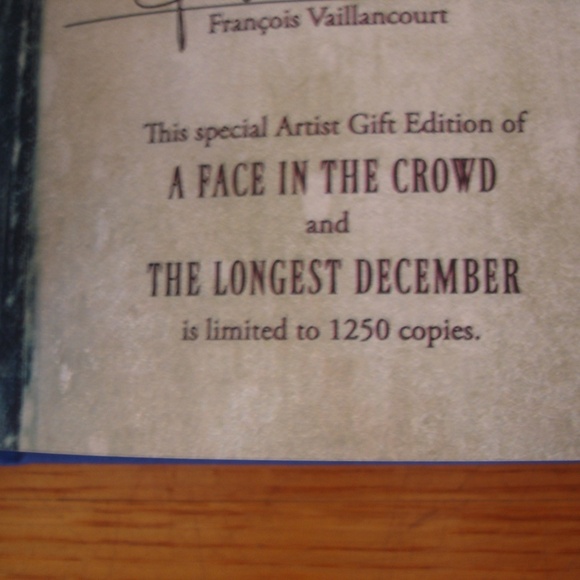 François Vaillancourt
This special Artist Gift Edition of
A FACE IN THE CROWD
and
THE LONGEST DECEMBER
is limited to 1250 copies.